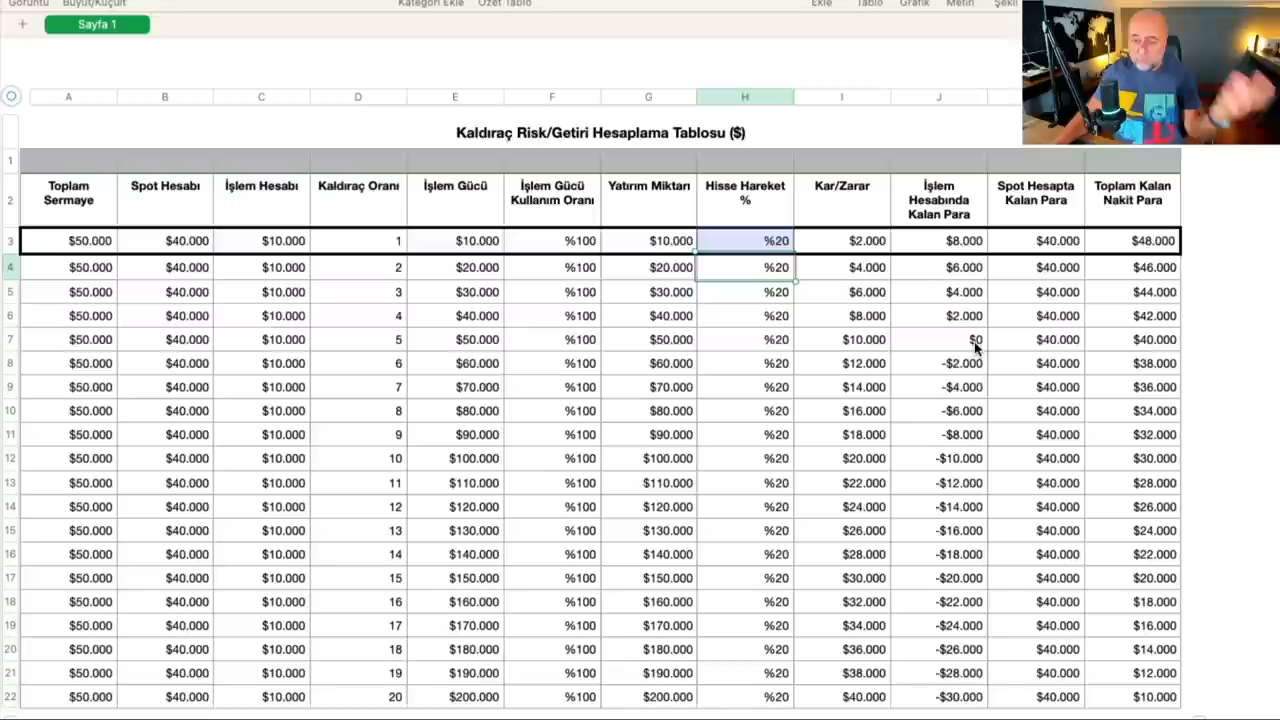 Görüntü Büyüt/Küçült Kategori Ekle Özet Tablo Ekle Tablo Grafik Metin Şekil
+ Sayfa 1
A B C D E F G H I J
Kaldıraç Risk/Getiri Hesaplama Tablosu ($)
1
2 Toplam Sermaye Spot Hesabı İşlem Hesabı Kaldıraç Oranı İşlem Gücü İşlem Gücü Kullanım Oranı Yatırım Miktarı Hisse Hareket % Kar/Zarar İşlem Hesabında Kalan Para Spot Hesapta Kalan Para Toplam Kalan Nakit Para
3 $50.000 $40.000 $10.000 1 $10.000 %100 $10.000 %20 $2.000 $8.000 $40.000 $48.000
4 $50.000 $40.000 $10.000 2 $20.000 %100 $20.000 %20 $4.000 $6.000 $40.000 $46.000
5 $50.000 $40.000 $10.000 3 $30.000 %100 $30.000 %20 $6.000 $4.000 $40.000 $44.000
6 $50.000 $40.000 $10.000 4 $40.000 %100 $40.000 %20 $8.000 $2.000 $40.000 $42.000
7 $50.000 $40.000 $10.000 5 $50.000 %100 $50.000 %20 $10.000 $0 $40.000 $40.000
8 $50.000 $40.000 $10.000 6 $60.000 %100 $60.000 %20 $12.000 -$2.000 $40.000 $38.000
9 $50.000 $40.000 $10.000 7 $70.000 %100 $70.000 %20 $14.000 -$4.000 $40.000 $36.000
10 $50.000 $40.000 $10.000 8 $80.000 %100 $80.000 %20 $16.000 -$6.000 $40.000 $34.000
11 $50.000 $40.000 $10.000 9 $90.000 %100 $90.000 %20 $18.000 -$8.000 $40.000 $32.000
12 $50.000 $40.000 $10.000 10 $100.000 %100 $100.000 %20 $20.000 -$10.000 $40.000 $30.000
13 $50.000 $40.000 $10.000 11 $110.000 %100 $110.000 %20 $22.000 -$12.000 $40.000 $28.000
14 $50.000 $40.000 $10.000 12 $120.000 %100 $120.000 %20 $24.000 -$14.000 $40.000 $26.000
15 $50.000 $40.000 $10.000 13 $130.000 %100 $130.000 %20 $26.000 -$16.000 $40.000 $24.000
16 $50.000 $40.000 $10.000 14 $140.000 %100 $140.000 %20 $28.000 -$18.000 $40.000 $22.000
17 $50.000 $40.000 $10.000 15 $150.000 %100 $150.000 %20 $30.000 -$20.000 $40.000 $20.000
18 $50.000 $40.000 $10.000 16 $160.000 %100 $160.000 %20 $32.000 -$22.000 $40.000 $18.000
19 $50.000 $40.000 $10.000 17 $170.000 %100 $170.000 %20 $34.000 -$24.000 $40.000 $16.000
20 $50.000 $40.000 $10.000 18 $180.000 %100 $180.000 %20 $36.000 -$26.000 $40.000 $14.000
21 $50.000 $40.000 $10.000 19 $190.000 %100 $190.000 %20 $38.000 -$28.000 $40.000 $12.000
22 $50.000 $40.000 $10.000 20 $200.000 %100 $200.000 %20 $40.000 -$30.000 $40.000 $10.000